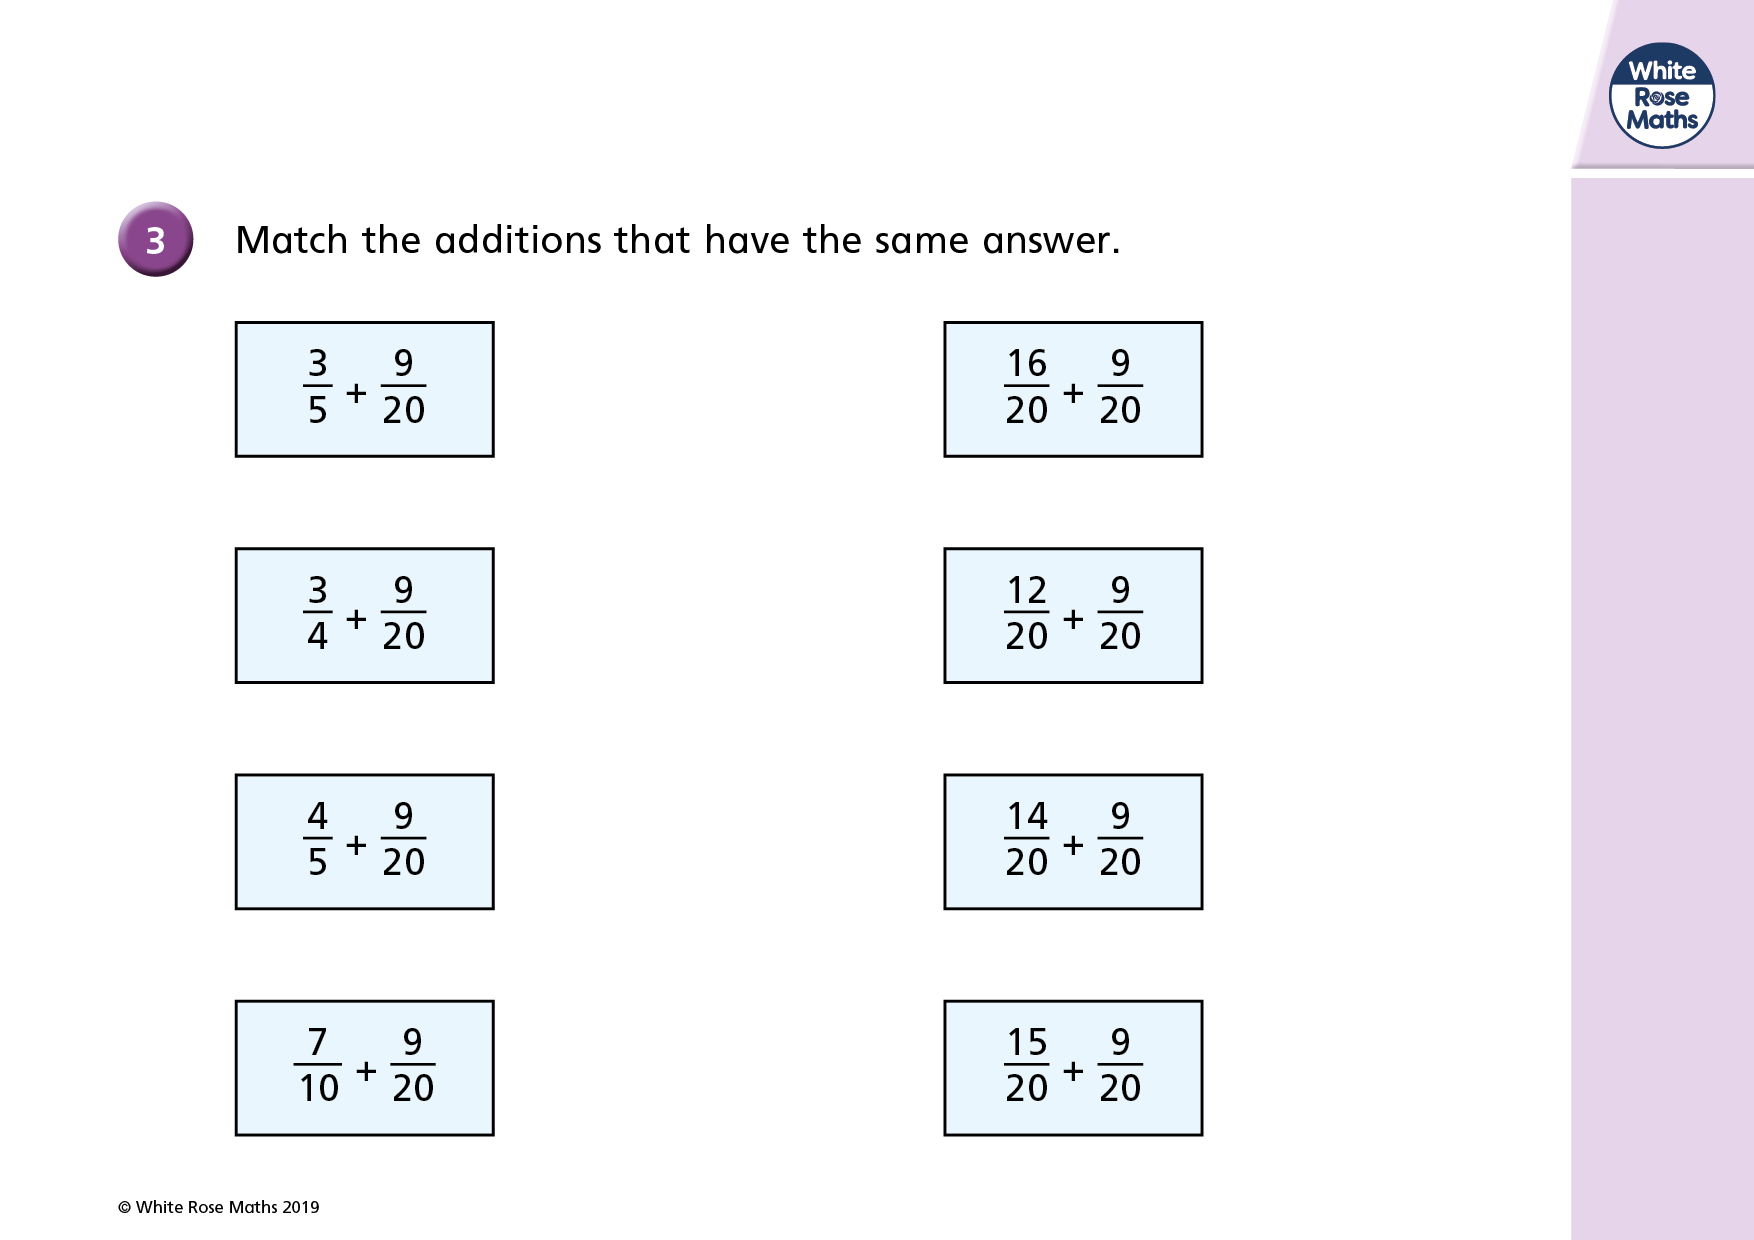 White
Rose
Maths
3 Match the additions that have the same answer.
3/5 + 9/20
16/20 + 9/20
3/4 + 9/20
12/20 + 9/20
4/5 + 9/20
14/20 + 9/20
7/10 + 9/20
15/20 + 9/20
© White Rose Maths 2019